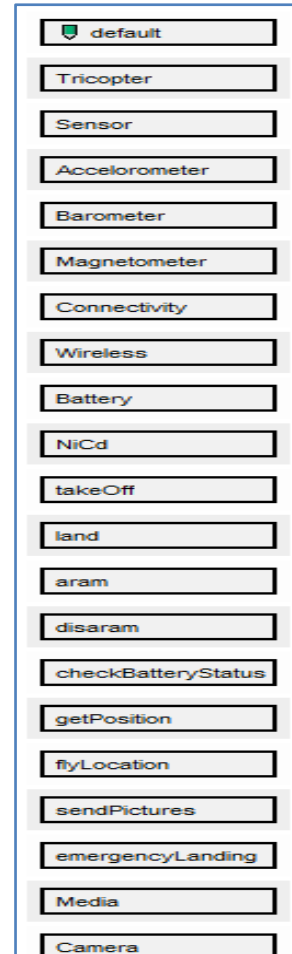 default
Tricopter
Sensor
Accelorometer
Barometer
Magnetometer
Connectivity
Wireless
Battery
NiCd
takeOff
land
aram
disaram
checkBatteryStatus
getPosition
flyLocation
sendPictures
emergencyLanding
Media
Camera